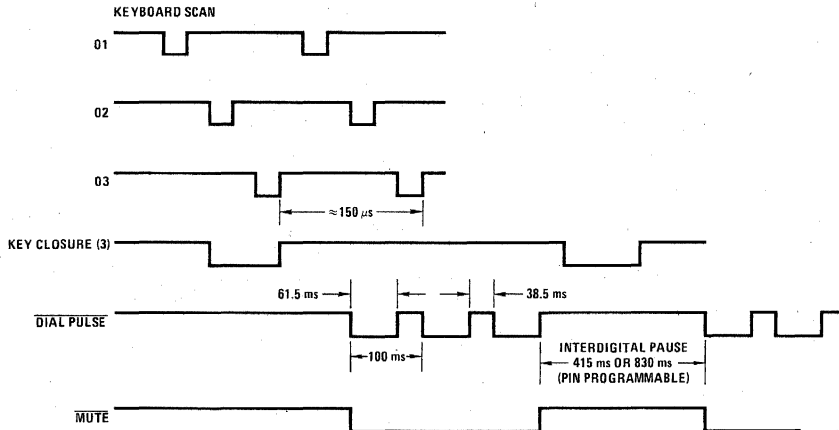 KEYBOARD SCAN
01
02
03
≈150 μs
KEY CLOSURE (3)
61.5 ms
38.5 ms
DIAL PULSE
100 ms
INTERDIGITAL PAUSE
415 ms OR 830 ms
(PIN PROGRAMMABLE)
MUTE